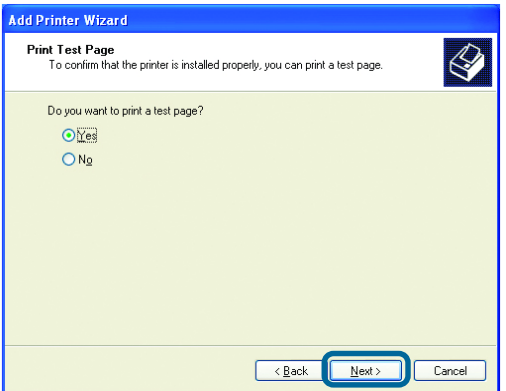 Add Printer Wizard
Print Test Page
To confirm that the printer is installed properly, you can print a test page.
Do you want to print a test page?
Yes
No
< Back
Next >
Cancel